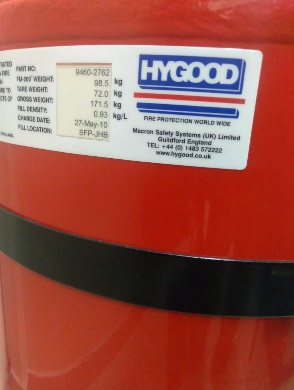 PART NO: 9460-2762
FM-200 WEIGHT: 98.5 kg
TARE WEIGHT: 72.0 kg
GROSS WEIGHT: 171.5 kg
FILL DENSITY: 0.93 kg/L
CHARGE DATE: 27-May-10
FILL LOCATION: SFP-JHB
HYGOOD
FIRE PROTECTION WORLD WIDE
Macron Safety Systems (UK) Limited
Guildford England
TEL: +44 (0) 1483 572222
www.hygood.co.uk